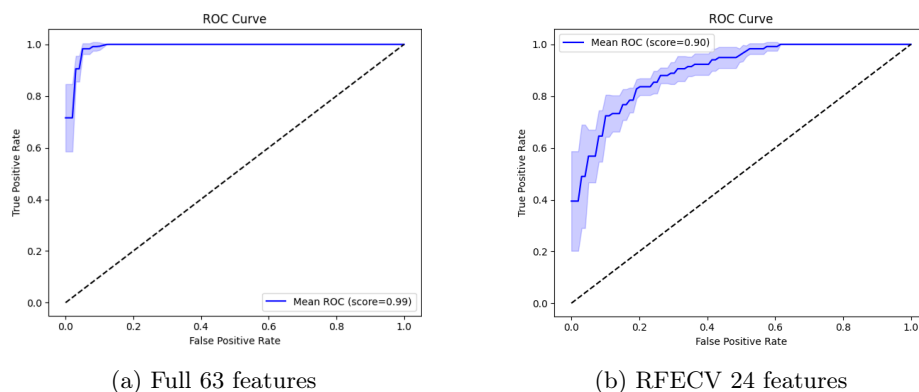 ROC Curve
1.0
0.8
0.6
0.4
0.2
0.0
True Positive Rate
0.0 0.2 0.4 0.6 0.8 1.0
False Positive Rate
Mean ROC (score=0.99)
(a) Full 63 features
ROC Curve
Mean ROC (score=0.90)
1.0
0.8
0.6
0.4
0.2
0.0
True Positive Rate
0.0 0.2 0.4 0.6 0.8 1.0
False Positive Rate
(b) RFECV 24 features